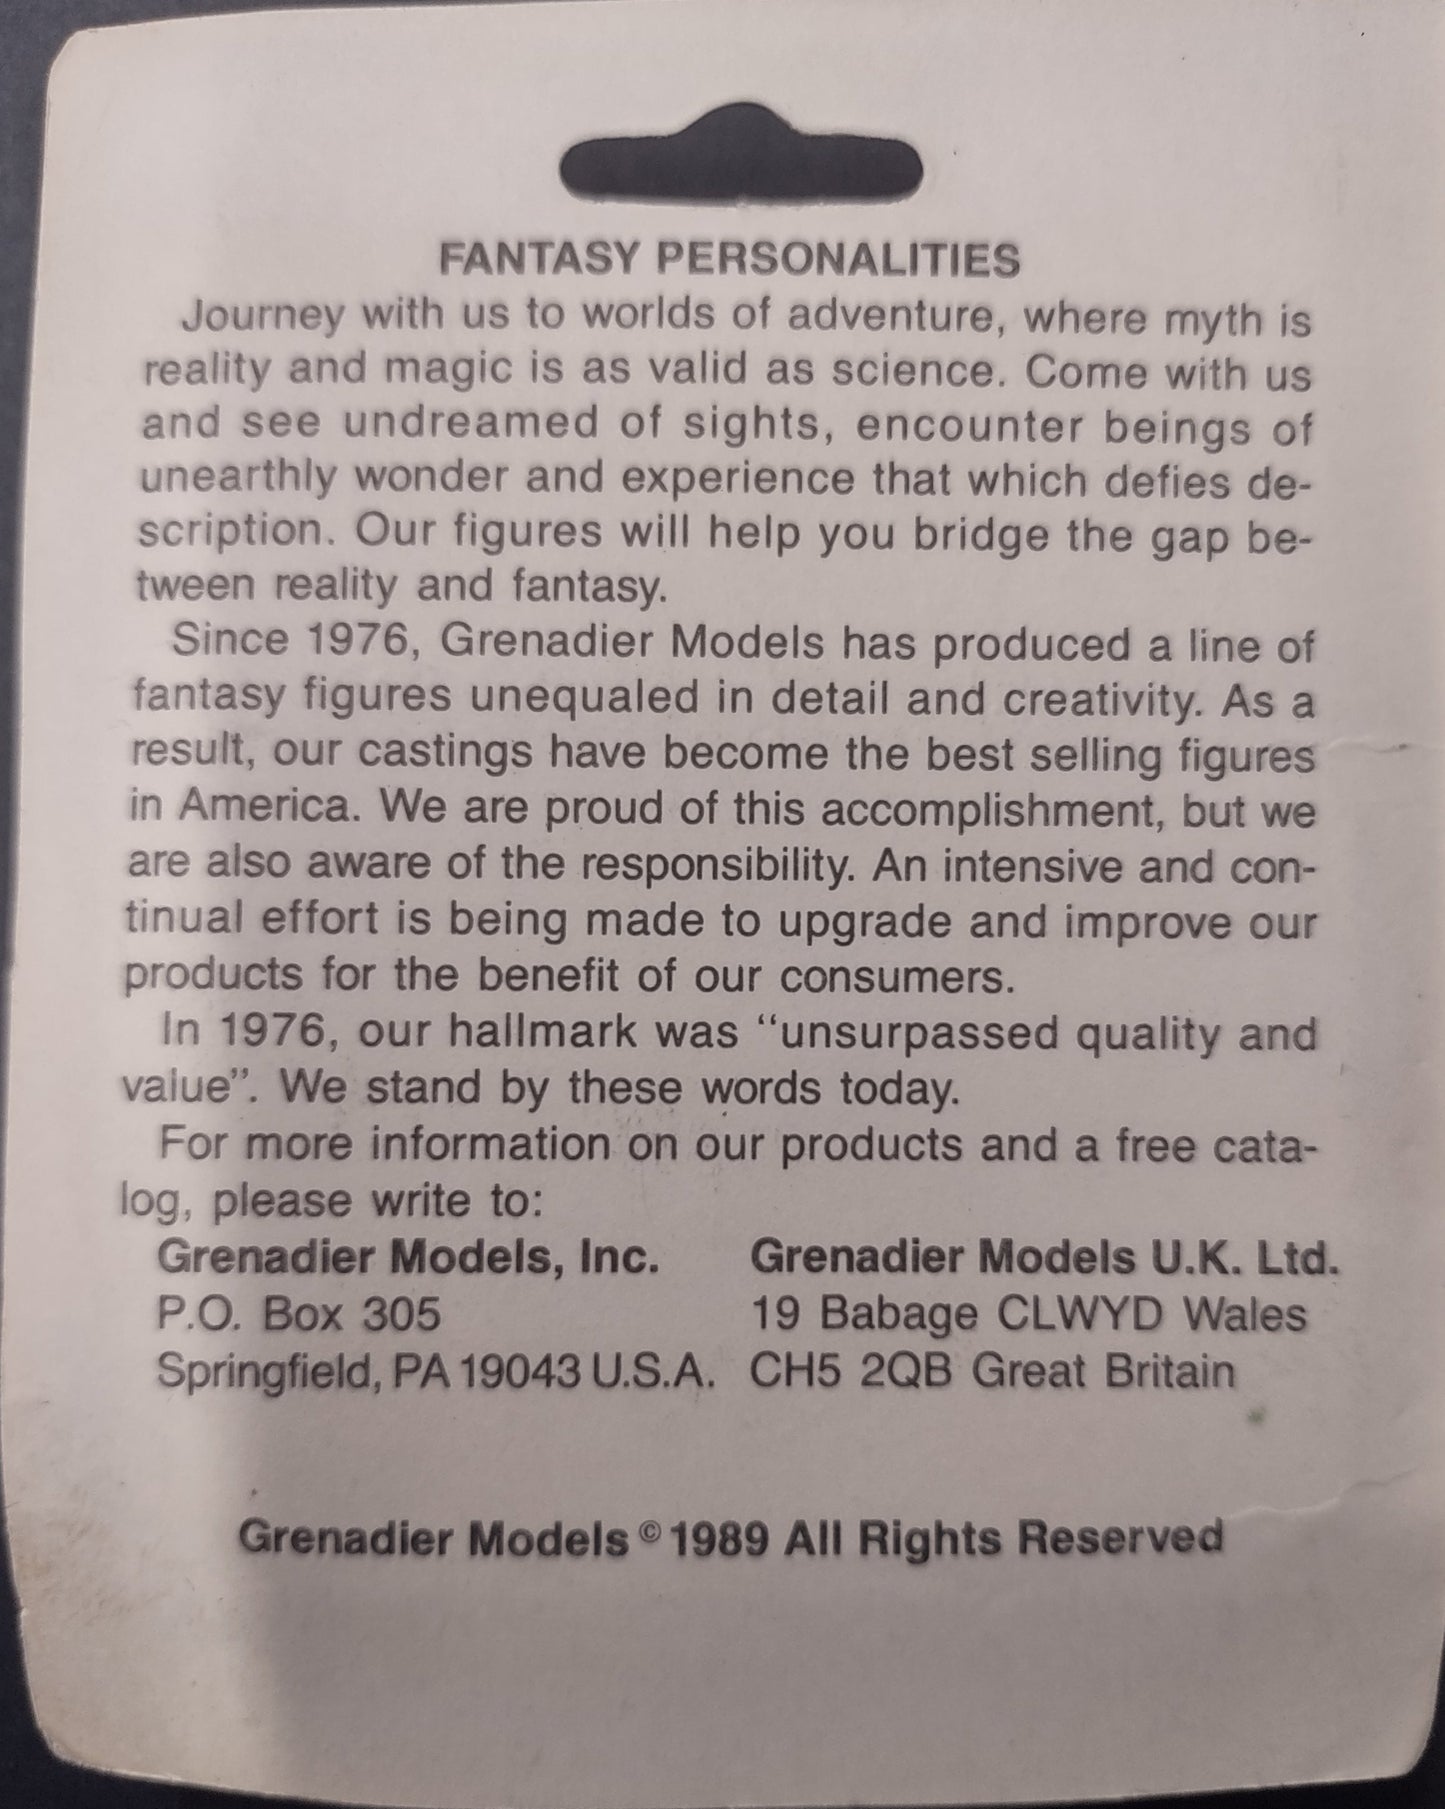 FANTASY PERSONALITIES
Journey with us to worlds of adventure, where myth is
reality and magic is as valid as science. Come with us
and see undreamed of sights, encounter beings of
unearthly wonder and experience that which defies de-
scription. Our figures will help you bridge the gap be-
tween reality and fantasy.
Since 1976, Grenadier Models has produced a line of
fantasy figures unequaled in detail and creativity. As a
result, our castings have become the best selling figures
in America. We are proud of this accomplishment, but we
are also aware of the responsibility. An intensive and con-
tinual effort is being made to upgrade and improve our
products for the benefit of our consumers.
In 1976, our hallmark was “unsurpassed quality and
value”. We stand by these words today.
For more information on our products and a free cata-
log, please write to:
Grenadier Models, Inc.
P.O. Box 305
Springfield, PA 19043 U.S.A.
Grenadier Models U.K. Ltd.
19 Babage CLWYD Wales
CH5 2QB Great Britain
Grenadier Models © 1989 All Rights Reserved